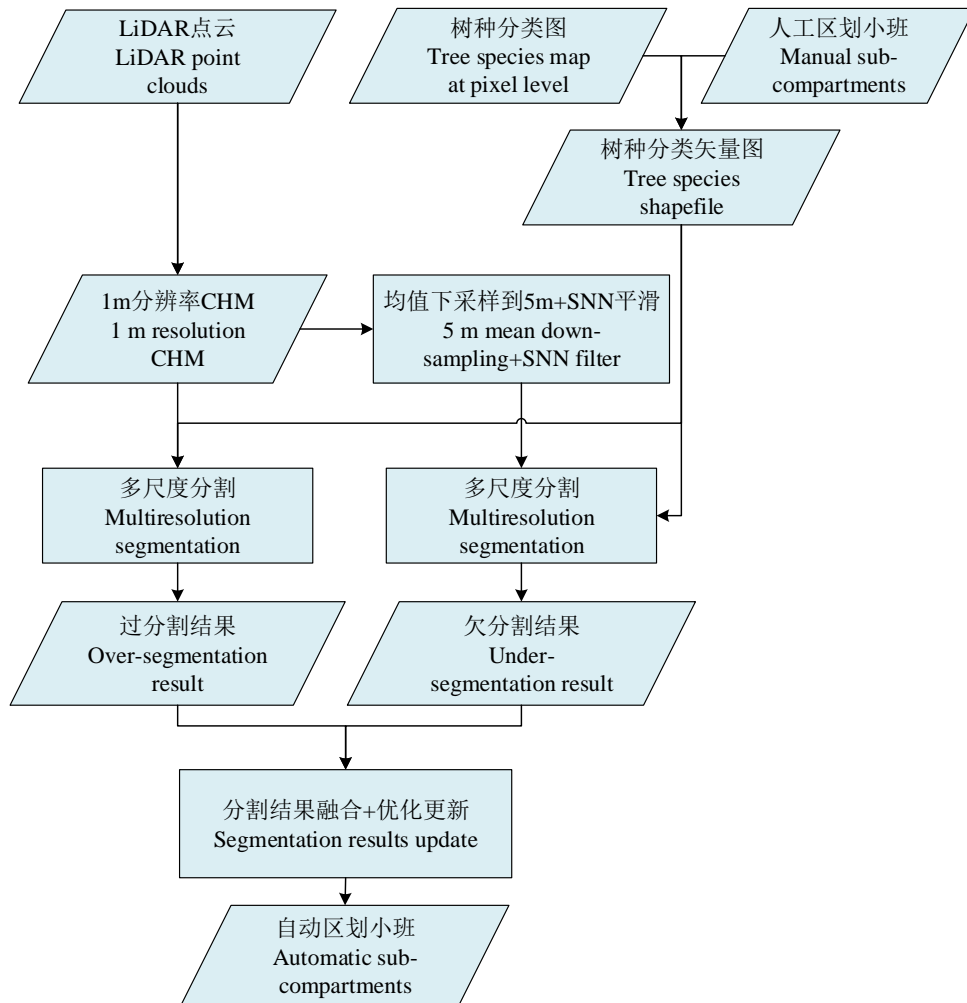 LiDAR点云
LiDAR point
clouds
树种分类图
Tree species map
at pixel level
人工区划小班
Manual sub-
compartments
树种分类矢量图
Tree species
shapefile
1m分辨率CHM
1 m resolution
CHM
均值下采样到5m+SNN平滑
5 m mean down-
sampling+SNN filter
多尺度分割
Multiresolution
segmentation
多尺度分割
Multiresolution
segmentation
过分割结果
Over-segmentation
result
欠分割结果
Under-
segmentation result
分割结果融合+优化更新
Segmentation results update
自动区划小班
Automatic sub-
compartments